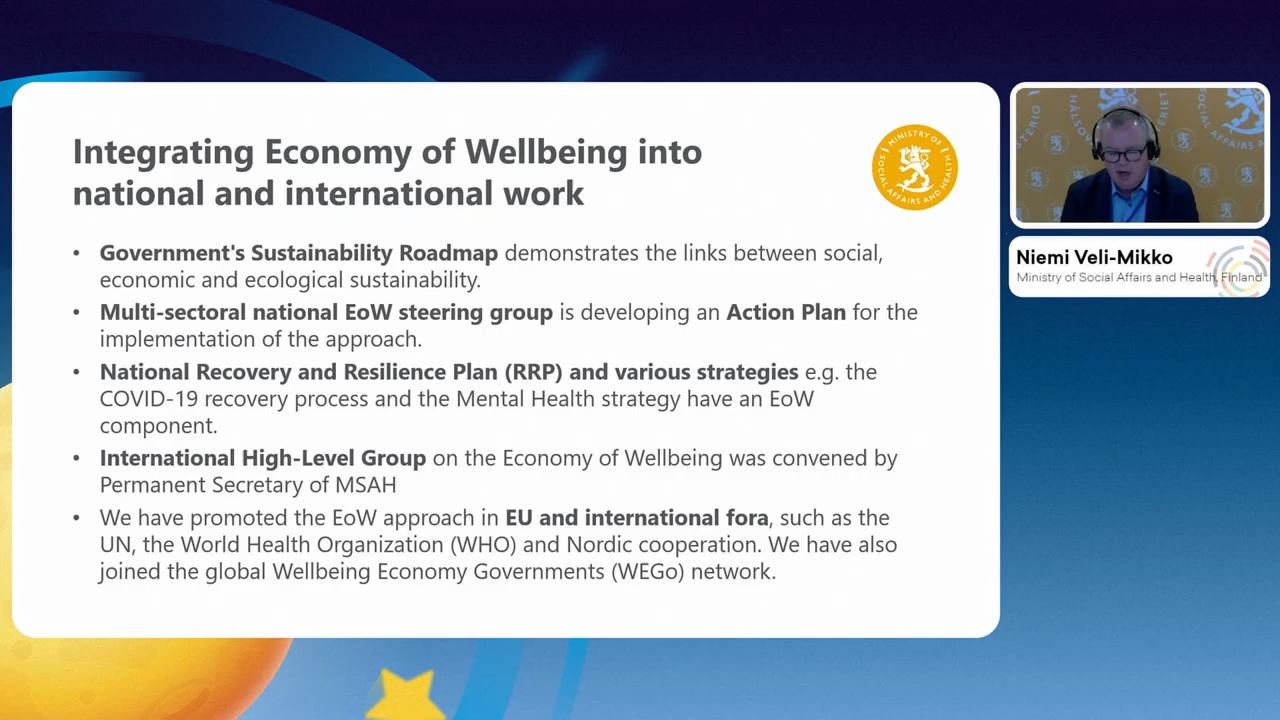 Integrating Economy of Wellbeing into
national and international work
MINISTRY OF
SOCIAL AFFAIRS AND HEALTH
• Government's Sustainability Roadmap demonstrates the links between social,
economic and ecological sustainability.
• Multi-sectoral national EoW steering group is developing an Action Plan for the
implementation of the approach.
• National Recovery and Resilience Plan (RRP) and various strategies e.g. the
COVID-19 recovery process and the Mental Health strategy have an EoW
component.
• International High-Level Group on the Economy of Wellbeing was convened by
Permanent Secretary of MSAH
• We have promoted the EoW approach in EU and international fora, such as the
UN, the World Health Organization (WHO) and Nordic cooperation. We have also
joined the global Wellbeing Economy Governments (WEGo) network.
Niemi Veli-Mikko
Ministry of Social Affairs and Health, Finland